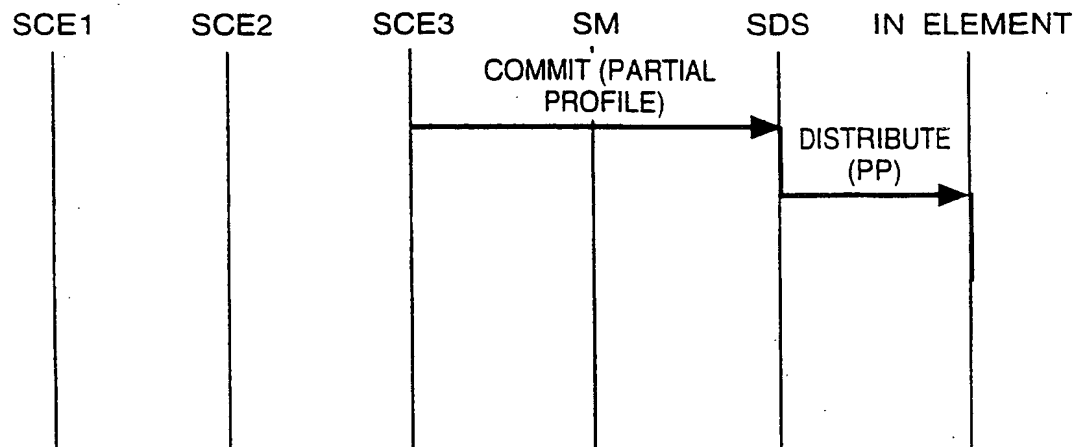 SCE1 SCE2 SCE3 SM SDS IN ELEMENT
COMMIT (PARTIAL
PROFILE)
DISTRIBUTE
(PP)